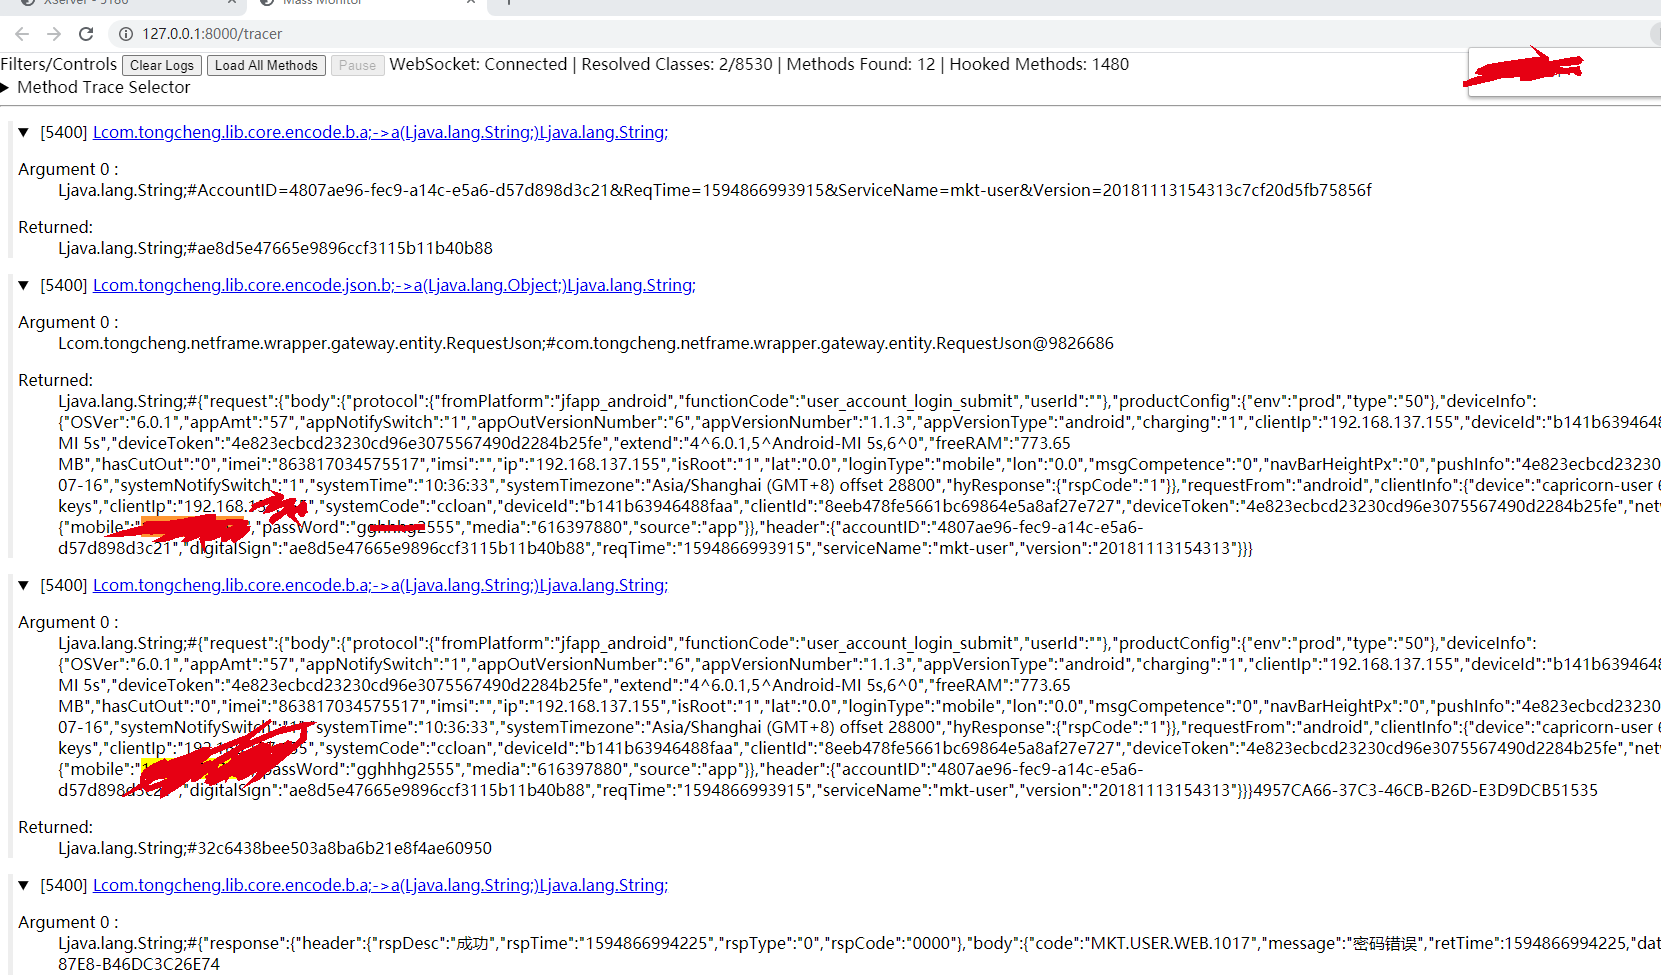 XServer - 5180
Mass Monitor
127.0.0.1:8000/tracer
Filters/Controls Clear Logs Load All Methods Pause WebSocket: Connected | Resolved Classes: 2/8530 | Methods Found: 12 | Hooked Methods: 1480
Method Trace Selector
[5400] Lcom.tongcheng.lib.core.encode.b.a;->a(Ljava.lang.String;)Ljava.lang.String;
Argument 0 :
Ljava.lang.String;#AccountID=4807ae96-fec9-a14c-e5a6-d57d898d3c21&ReqTime=1594866993915&ServiceName=mkt-user&Version=20181113154313c7cf20d5fb75856f
Returned:
Ljava.lang.String;#ae8d5e47665e9896ccf3115b11b40b88
[5400] Lcom.tongcheng.lib.core.encode.json.b;->a(Ljava.lang.Object;)Ljava.lang.String;
Argument 0 :
Lcom.tongcheng.netframe.wrapper.gateway.entity.RequestJson;#com.tongcheng.netframe.wrapper.gateway.entity.RequestJson@9826686
Returned:
Ljava.lang.String;#{"request":{"body":{"protocol":{"fromPlatform":"jfapp_android","functionCode":"user_account_login_submit","userId":""},"productConfig":{"env":"prod","type":"50"},"deviceInfo":
{"OSVer":"6.0.1","appAmt":"57","appNotifySwitch":"1","appOutVersionNumber":"6","appVersionNumber":"1.1.3","appVersionType":"android","charging":"1","clientIp":"192.168.137.155","deviceId":"b141b6394648
MI 5s","deviceToken":"4e823ecbcd23230cd96e3075567490d2284b25fe","extend":"4^6.0.1,5^Android-MI 5s,6^0","freeRAM":"773.65
MB","hasCutOut":"0","imei":"863817034575517","imsi":"","ip":"192.168.137.155","isRoot":"1","lat":"0.0","loginType":"mobile","lon":"0.0","msgCompetence":"0","navBarHeightPx":"0","pushInfo":"4e823ecbcd23230
07-16","systemNotifySwitch":"1","systemTime":"10:36:33","systemTimezone":"Asia/Shanghai (GMT+8) offset 28800","hyResponse":{"rspCode":"1"}},"requestFrom":"android","clientInfo":{"device":"capricorn-user 6
keys","clientIp":"192.168. ","systemCode":"ccloan","deviceId":"b141b63946488faa","clientId":"8eeb478fe5661bc69864e5a8af27e727","deviceToken":"4e823ecbcd23230cd96e3075567490d2284b25fe","net
{"mobile":" ,"passWord":"gghhhg2555","media":"616397880","source":"app"}},"header":{"accountID":"4807ae96-fec9-a14c-e5a6-
d57d898d3c21","digitalSign":"ae8d5e47665e9896ccf3115b11b40b88","reqTime":"1594866993915","serviceName":"mkt-user","version":"20181113154313"}}}
[5400] Lcom.tongcheng.lib.core.encode.b.a;->a(Ljava.lang.String;)Ljava.lang.String;
Argument 0 :
Ljava.lang.String;#{"request":{"body":{"protocol":{"fromPlatform":"jfapp_android","functionCode":"user_account_login_submit","userId":""},"productConfig":{"env":"prod","type":"50"},"deviceInfo":
{"OSVer":"6.0.1","appAmt":"57","appNotifySwitch":"1","appOutVersionNumber":"6","appVersionNumber":"1.1.3","appVersionType":"android","charging":"1","clientIp":"192.168.137.155","deviceId":"b141b6394648
MI 5s","deviceToken":"4e823ecbcd23230cd96e3075567490d2284b25fe","extend":"4^6.0.1,5^Android-MI 5s,6^0","freeRAM":"773.65
MB","hasCutOut":"0","imei":"863817034575517","imsi":"","ip":"192.168.137.155","isRoot":"1","lat":"0.0","loginType":"mobile","lon":"0.0","msgCompetence":"0","navBarHeightPx":"0","pushInfo":"4e823ecbcd23230
07-16","systemNotifySwitch":"1","systemTime":"10:36:33","systemTimezone":"Asia/Shanghai (GMT+8) offset 28800","hyResponse":{"rspCode":"1"}},"requestFrom":"android","clientInfo":{"device":"capricorn-user 6
keys","clientIp":"192. ","systemCode":"ccloan","deviceId":"b141b63946488faa","clientId":"8eeb478fe5661bc69864e5a8af27e727","deviceToken":"4e823ecbcd23230cd96e3075567490d2284b25fe","net
{"mobile":" passWord":"gghhhg2555","media":"616397880","source":"app"}},"header":{"accountID":"4807ae96-fec9-a14c-e5a6-
d57d898d3c21","digitalSign":"ae8d5e47665e9896ccf3115b11b40b88","reqTime":"1594866993915","serviceName":"mkt-user","version":"20181113154313"}}}4957CA66-37C3-46CB-B26D-E3D9DCB51535
Returned:
Ljava.lang.String;#32c6438bee503a8ba6b21e8f4ae60950
[5400] Lcom.tongcheng.lib.core.encode.b.a;->a(Ljava.lang.String;)Ljava.lang.String;
Argument 0 :
Ljava.lang.String;#{"response":{"header":{"rspDesc":"成功","rspTime":"1594866994225","rspType":"0","rspCode":"0000"},"body":{"code":"MKT.USER.WEB.1017","message":"密码错误","retTime":1594866994225,"dat
87E8-B46DC3C26E74